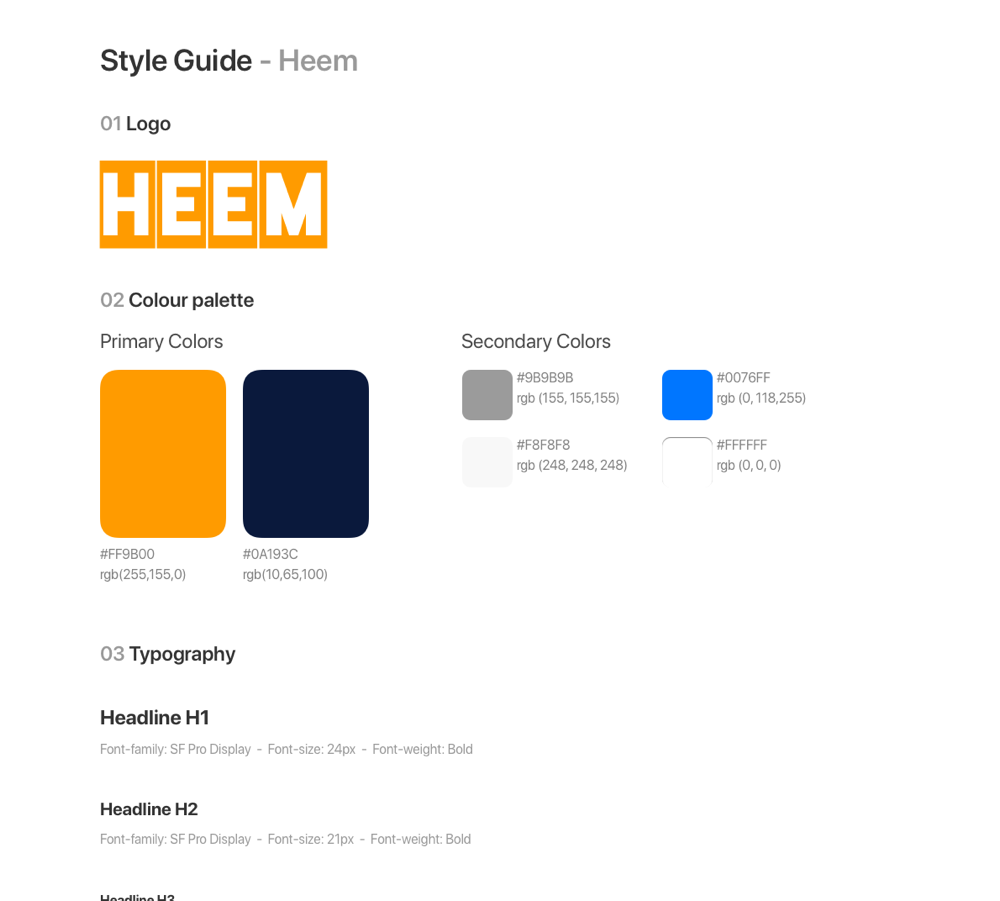 Style Guide - Heem
01 Logo
HEEM
02 Colour palette
Primary Colors
#FF9B00
rgb(255,155,0)
#0A193C
rgb(10,65,100)
Secondary Colors
#9B9B9B
rgb (155, 155,155)
#0076FF
rgb (0, 118,255)
#F8F8F8
rgb (248, 248, 248)
#FFFFFF
rgb (0, 0, 0)
03 Typography
Headline H1
Font-family: SF Pro Display - Font-size: 24px - Font-weight: Bold
Headline H2
Font-family: SF Pro Display - Font-size: 21px - Font-weight: Bold
Headline H3